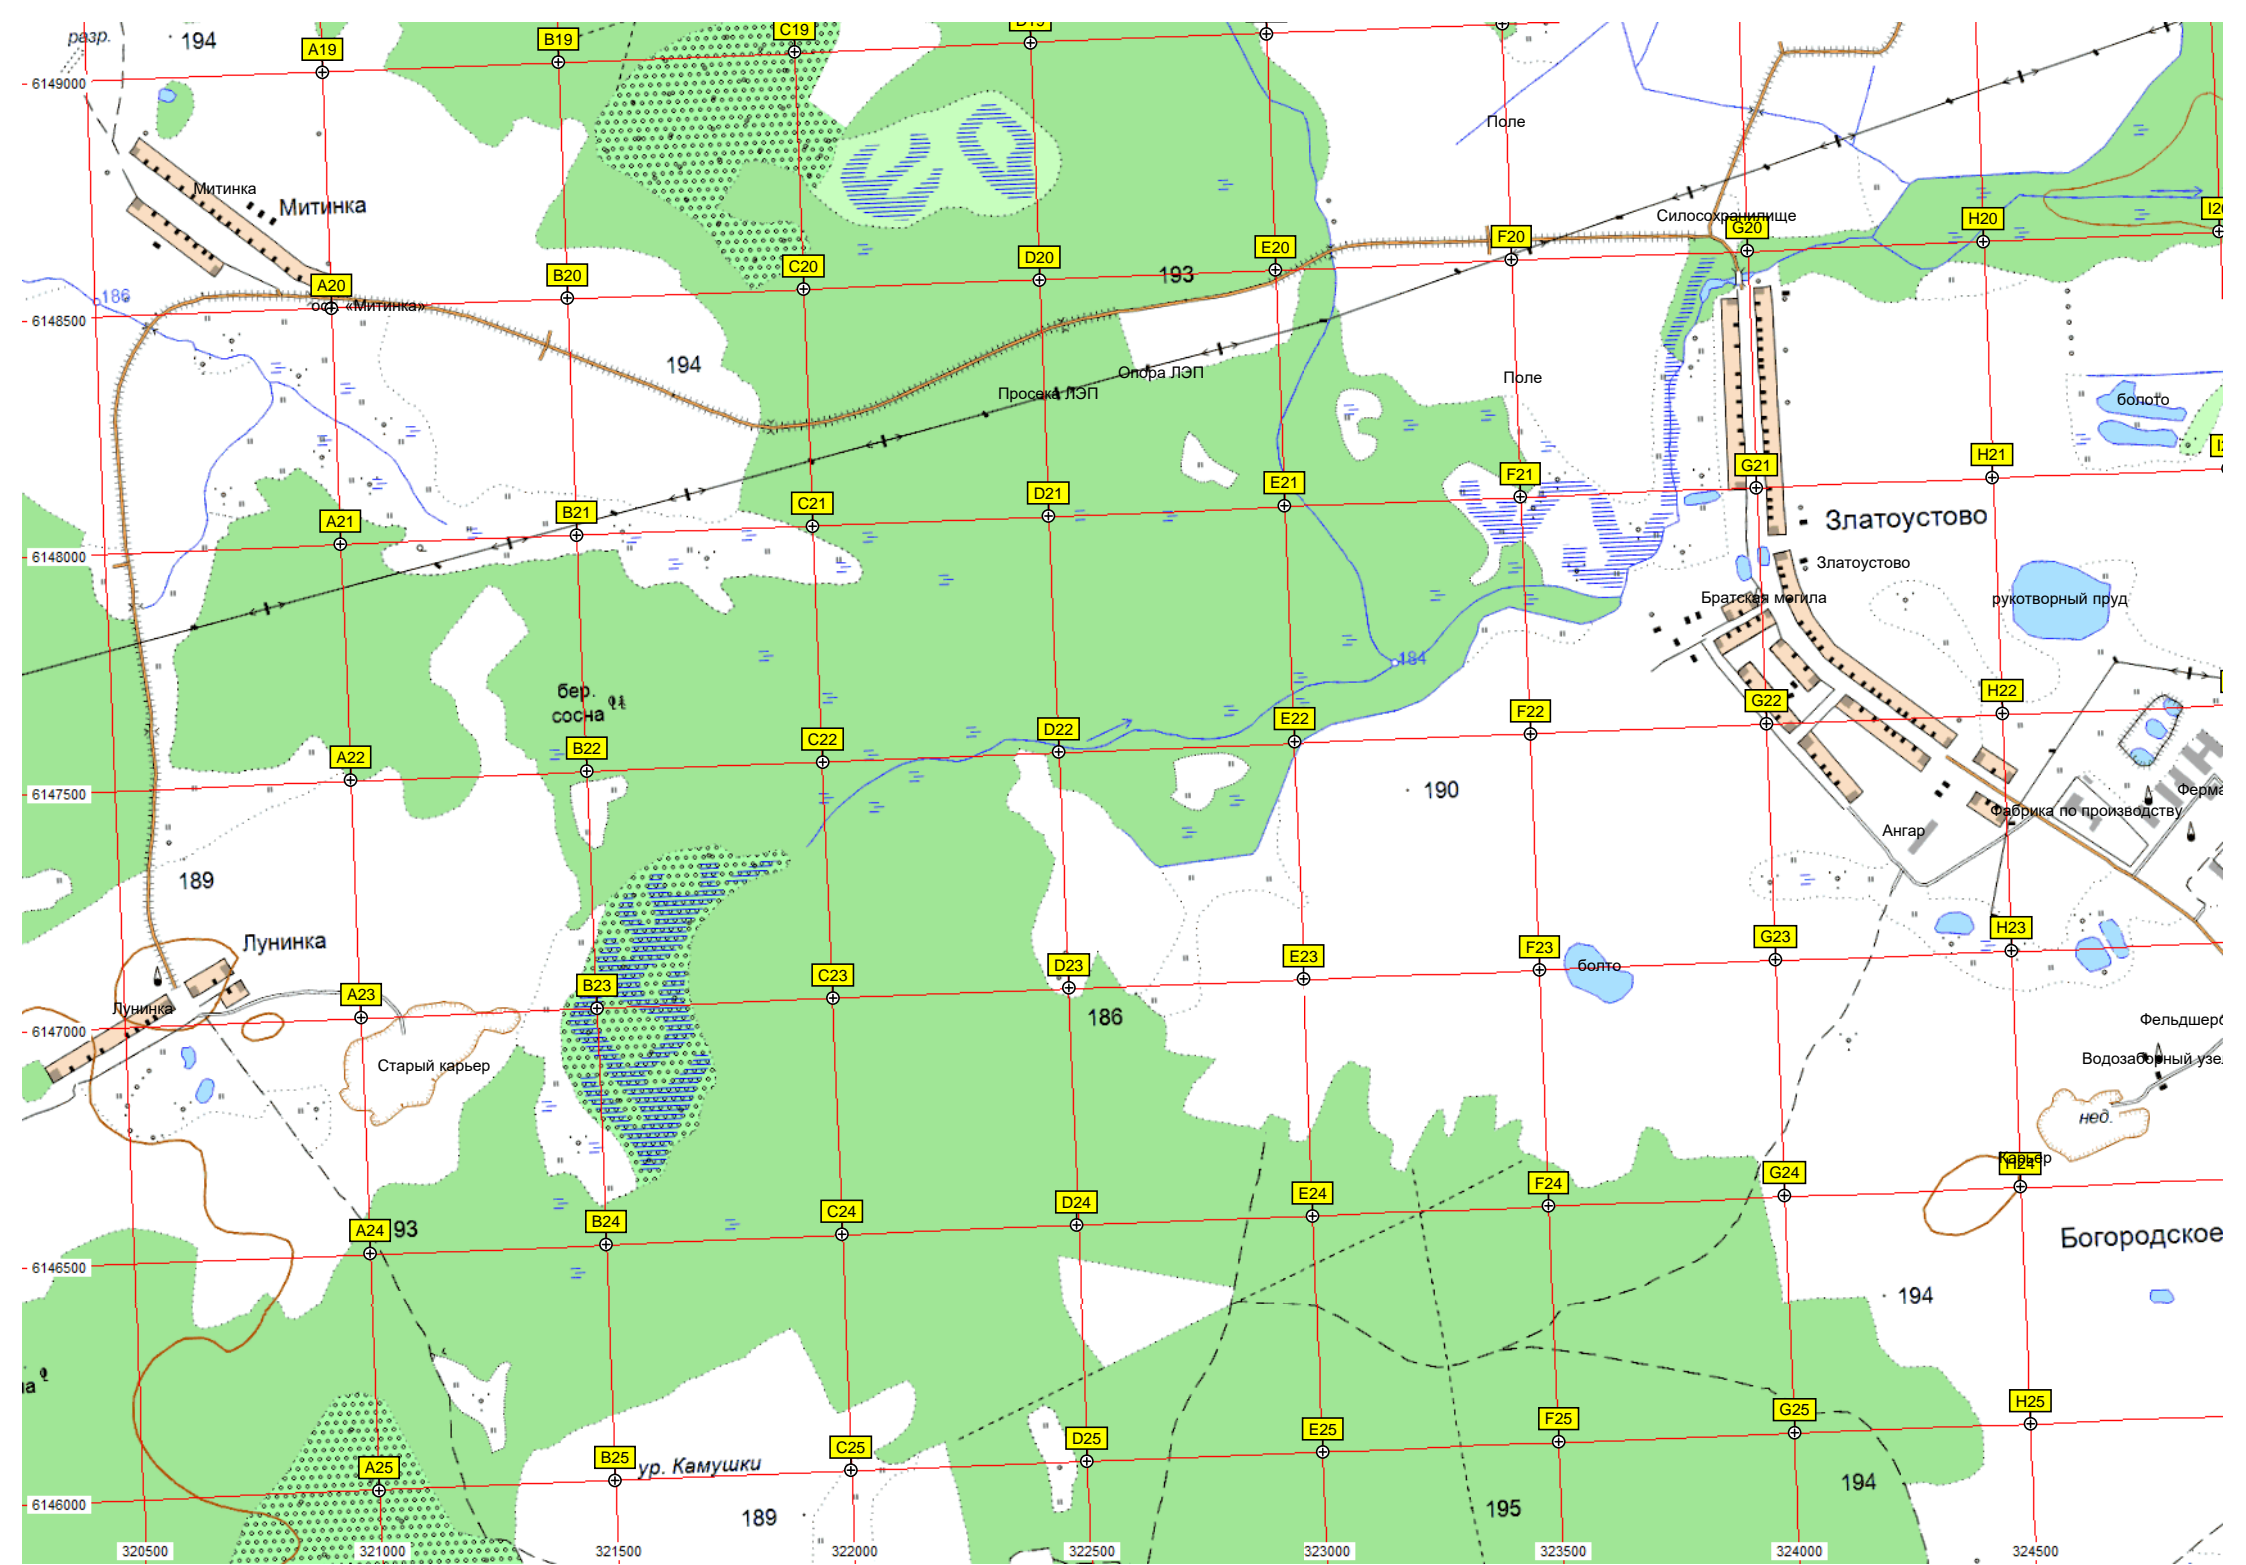 разр.
194
A19
B19
C19
D19
6149000
Поле
Митинка
Митинка
Силосохранилище
186
A20
B20
C20
D20
193
E20
F20
G20
H20
«Митинка»
6148500
194
Просека ЛЭП
Опора ЛЭП
Поле
болото
A21
B21
C21
D21
E21
F21
G21
H21
Златоустово
6148000
Златоустово
Братская могила
рукотворный пруд
184
бер.
сосна
A22
B22
C22
D22
E22
F22
G22
H22
6147500
190
Ферма
Фабрика по производству
Ангар
189
Лунинка
A23
B23
C23
D23
E23
F23
G23
H23
болто
Лунинка
6147000
186
Старый карьер
Фельдшер
Водозаборный узе
нед.
Карьер
A24
B24
C24
D24
E24
F24
G24
H24
93
6146500
Богородское
194
A25
B25
C25
D25
E25
F25
G25
H25
ур. Камушки
6146000
189
195
194
320500
321000
321500
322000
322500
323000
323500
324000
324500